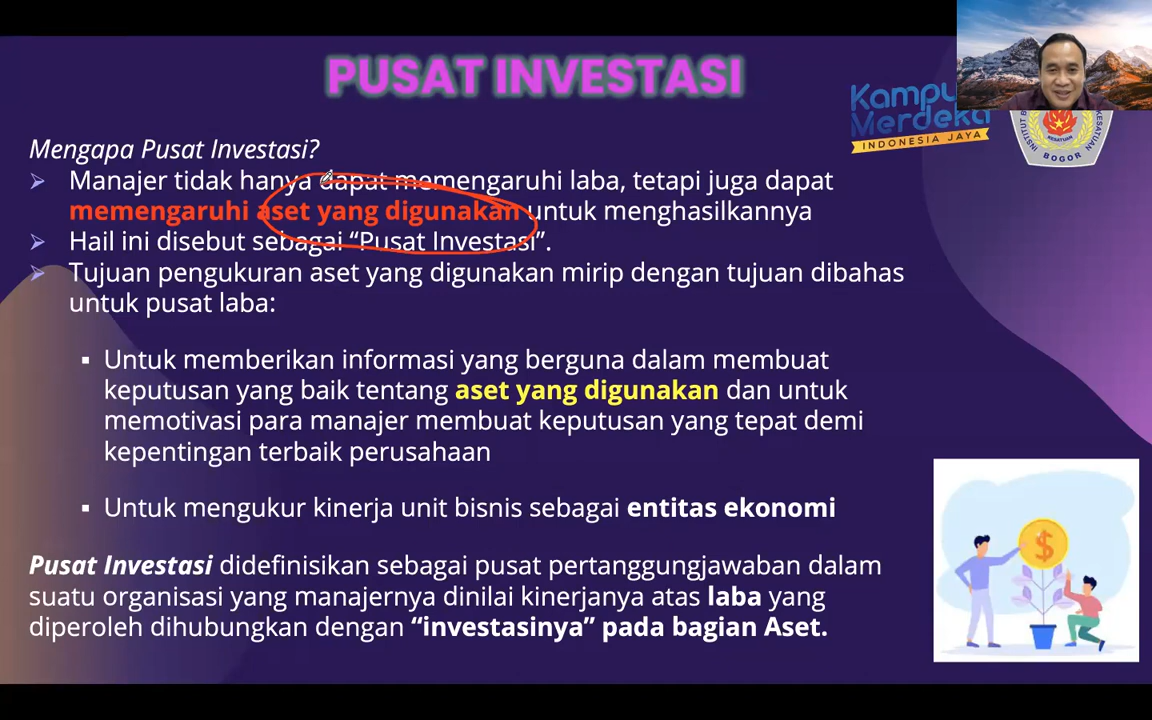 PUSAT INVESTASI
Kampu
Merdeka
INDONESIA JAYA
KESATUAN
BOGOR
Mengapa Pusat Investasi?
Manajer tidak hanya dapat memengaruhi laba, tetapi juga dapat
memengaruhi aset yang digunakan untuk menghasilkannya
Hail ini disebut sebagai “Pusat Investasi”.
Tujuan pengukuran aset yang digunakan mirip dengan tujuan dibahas
untuk pusat laba:
Untuk memberikan informasi yang berguna dalam membuat
keputusan yang baik tentang aset yang digunakan dan untuk
memotivasi para manajer membuat keputusan yang tepat demi
kepentingan terbaik perusahaan
Untuk mengukur kinerja unit bisnis sebagai entitas ekonomi
Pusat Investasi didefinisikan sebagai pusat pertanggungjawaban dalam
suatu organisasi yang manajernya dinilai kinerjanya atas laba yang
diperoleh dihubungkan dengan “investasinya” pada bagian Aset.